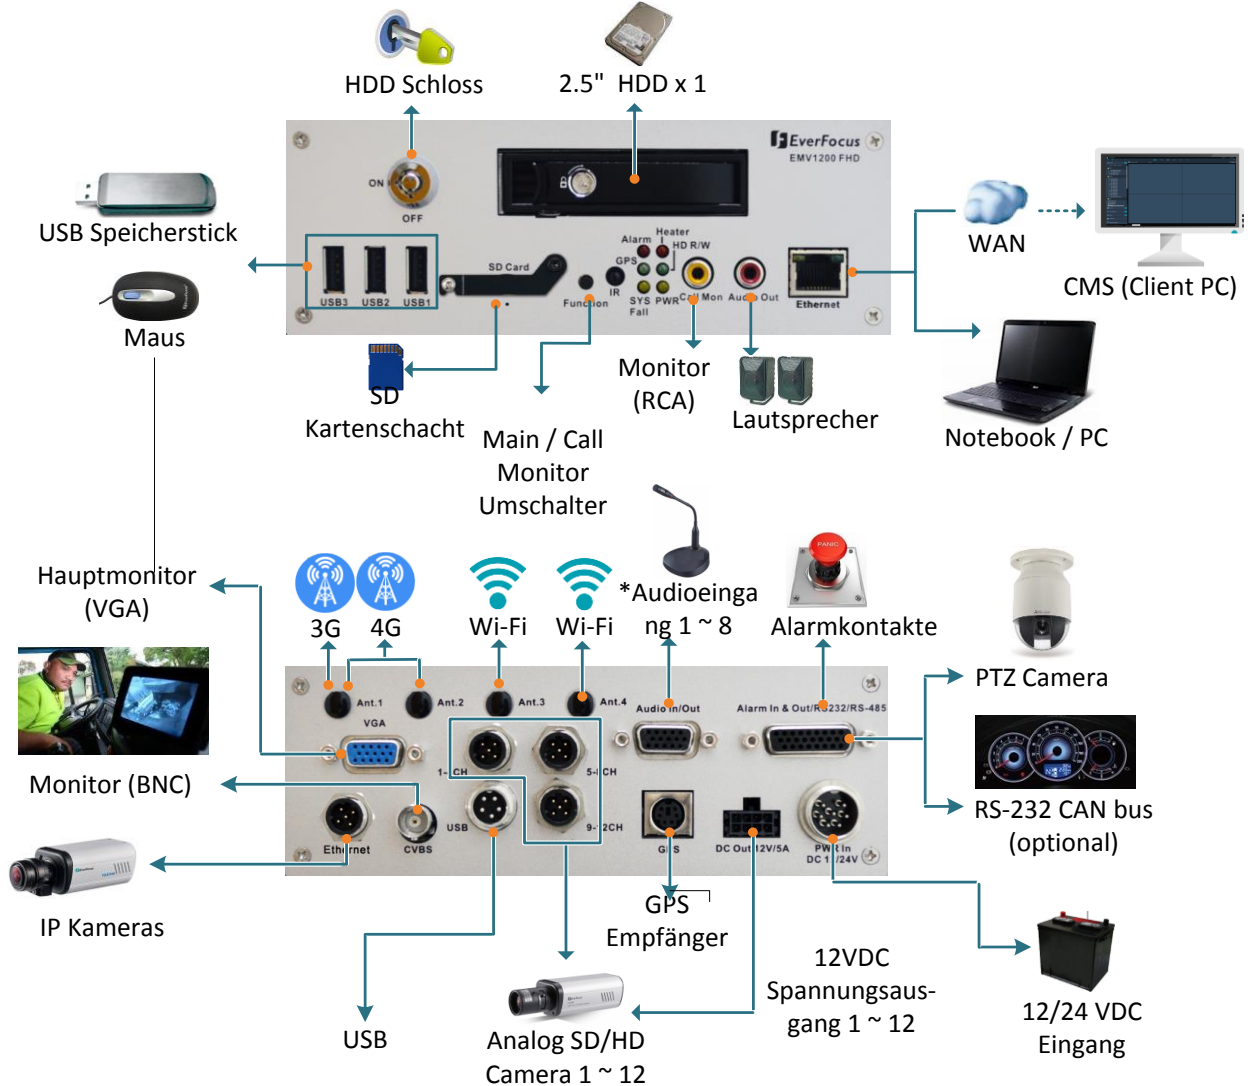 HDD Schloss
2.5" HDD x 1
EverFocus
EMV1200 FHD
ON
OFF
USB Speicherstick
WAN
CMS (Client PC)
Heater
Alarm
I
HD R/W
GPS
SD Card
IR
USB3
USB2
USB1
Function
SYS
Fail
PWR
Call Mon
Audio Out
Ethernet
Maus
SD
Kartenschacht
Monitor
(RCA)
Lautsprecher
Notebook / PC
Main / Call
Monitor
Umschalter
PANIC
Hauptmonitor
(VGA)
3G
4G
Wi-Fi
Wi-Fi
*Audioeinga
ng 1 ~ 8
Alarmkontakte
PTZ Camera
Ant.1
Ant.2
Ant.3
Ant.4
Audio In/Out
Alarm In & Out/RS232/RS-485
VGA
1-4CH
5-8CH
Monitor (BNC)
RS-232 CAN bus
(optional)
USB
9-12CH
Ethernet
CVBS
GPS
DC Out 12V/5A
PWR In
DC 12/24V
IP Kameras
GPS
Empfänger
12VDC
Spannungsaus-
gang 1 ~ 12
12/24 VDC
Eingang
USB
Analog SD/HD
Camera 1 ~ 12